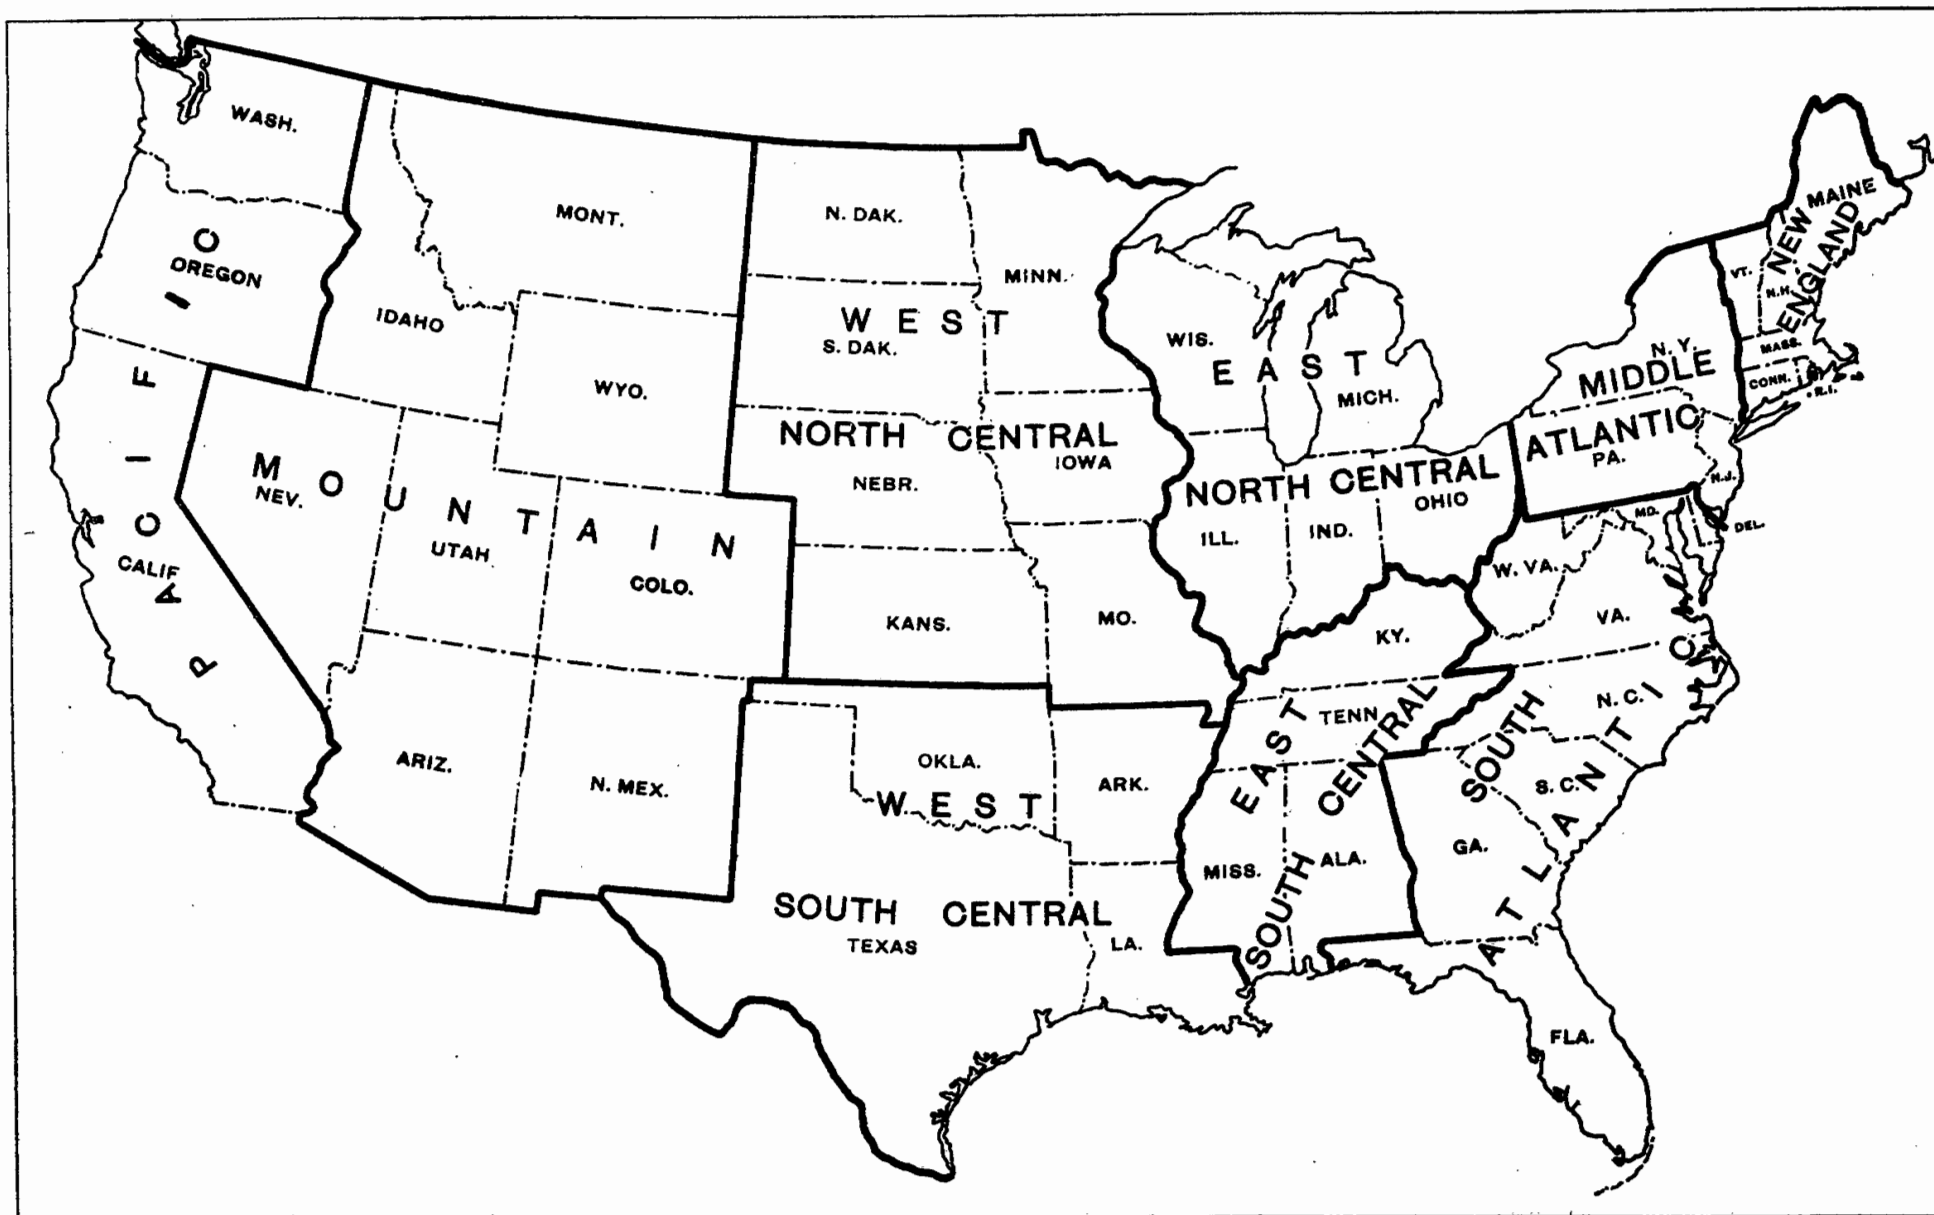 WASH.
OREGON
CALIF
PACIFIC
MONT.
IDAHO
WYO.
NEV.
UTAH
COLO.
ARIZ.
N. MEX.
MOUNTAIN
N. DAK.
S. DAK.
MINN.
NEBR.
IOWA
KANS.
MO.
WEST
NORTH CENTRAL
WIS.
MICH.
ILL.
IND.
OHIO
EAST
NORTH CENTRAL
OKLA.
ARK.
TEXAS
LA.
WEST
SOUTH CENTRAL
KY.
TENN
MISS.
ALA.
EAST
SOUTH CENTRAL
N. Y.
PA.
N.J.
MIDDLE
ATLANTIC
MAINE
VT.
N.H.
MASS.
CONN.
R.I.
NEW
ENGLAND
MD.
DEL.
W. VA.
VA.
N. C.
S. C.
GA.
FLA.
SOUTH
ATLANTIC